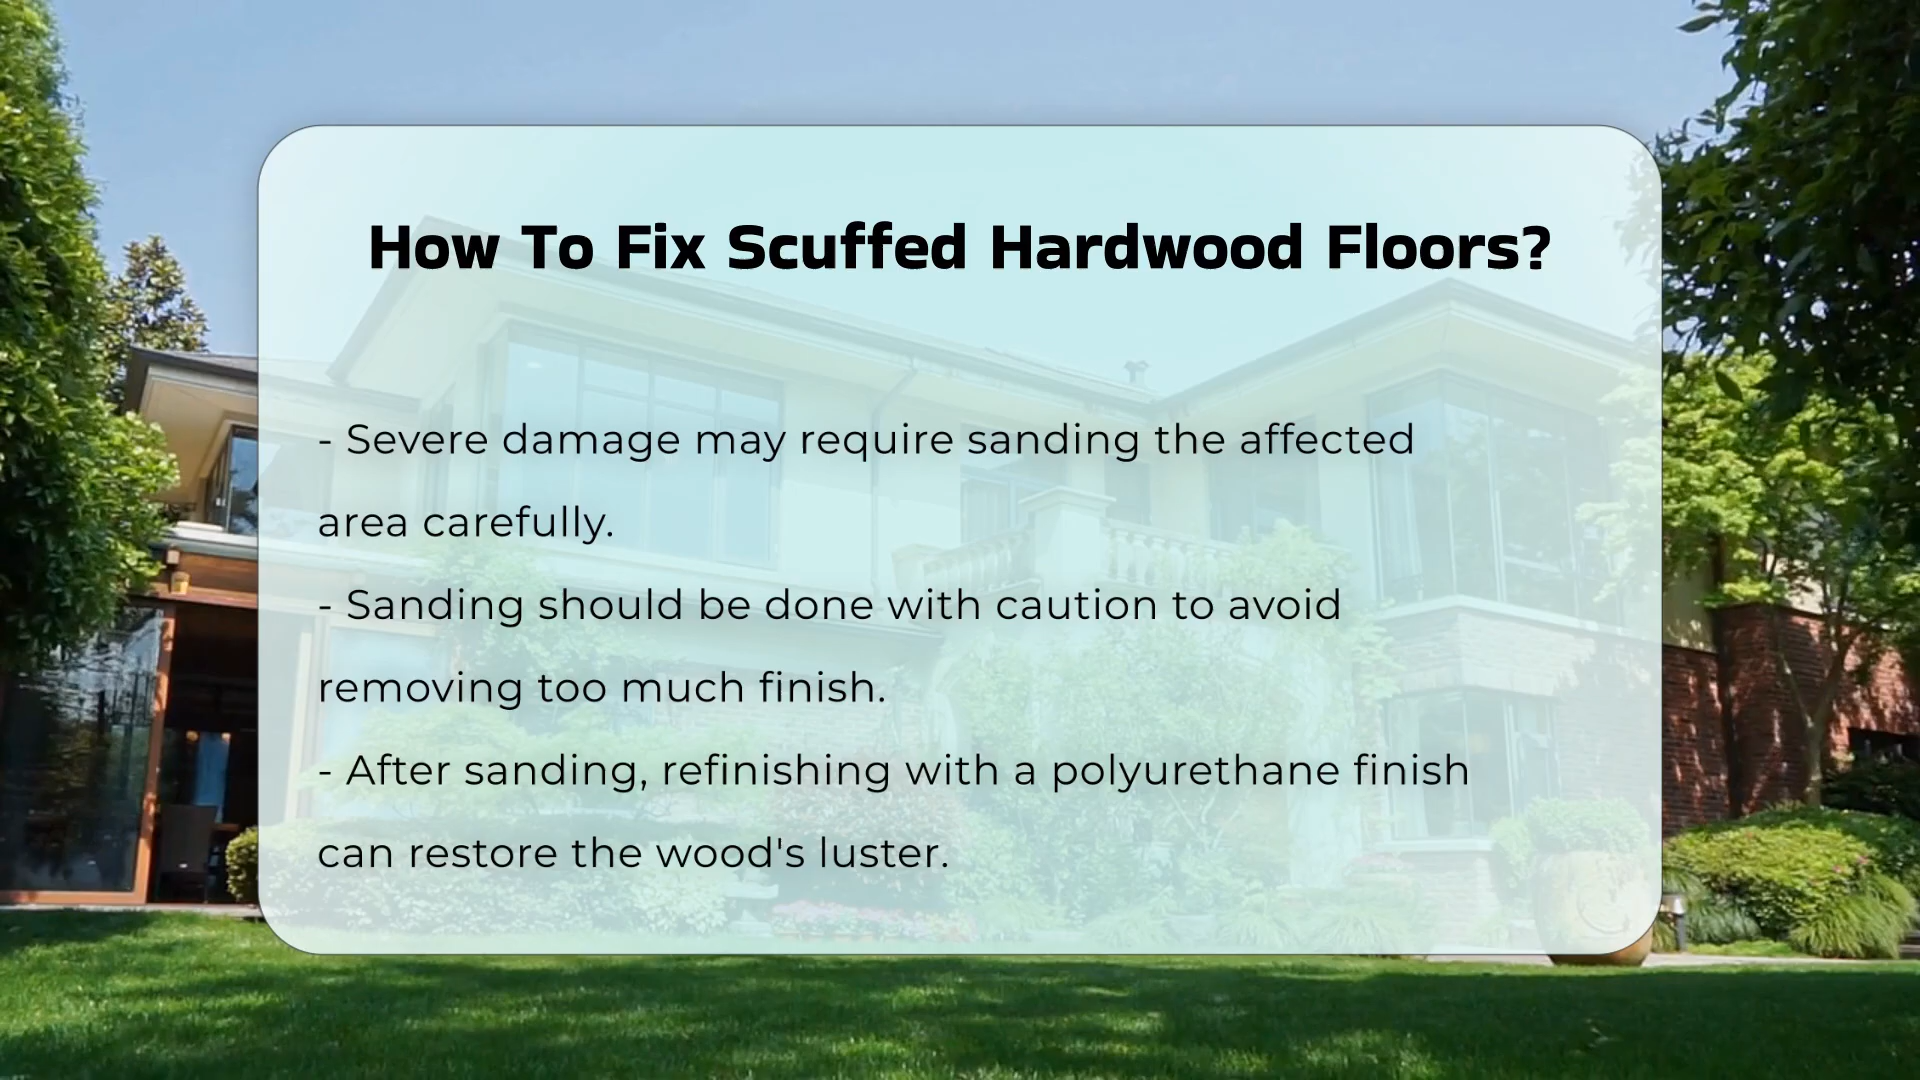 How To Fix Scuffed Hardwood Floors?
- Severe damage may require sanding the affected
area carefully.
- Sanding should be done with caution to avoid
removing too much finish.
- After sanding, refinishing with a polyurethane finish
can restore the wood's luster.